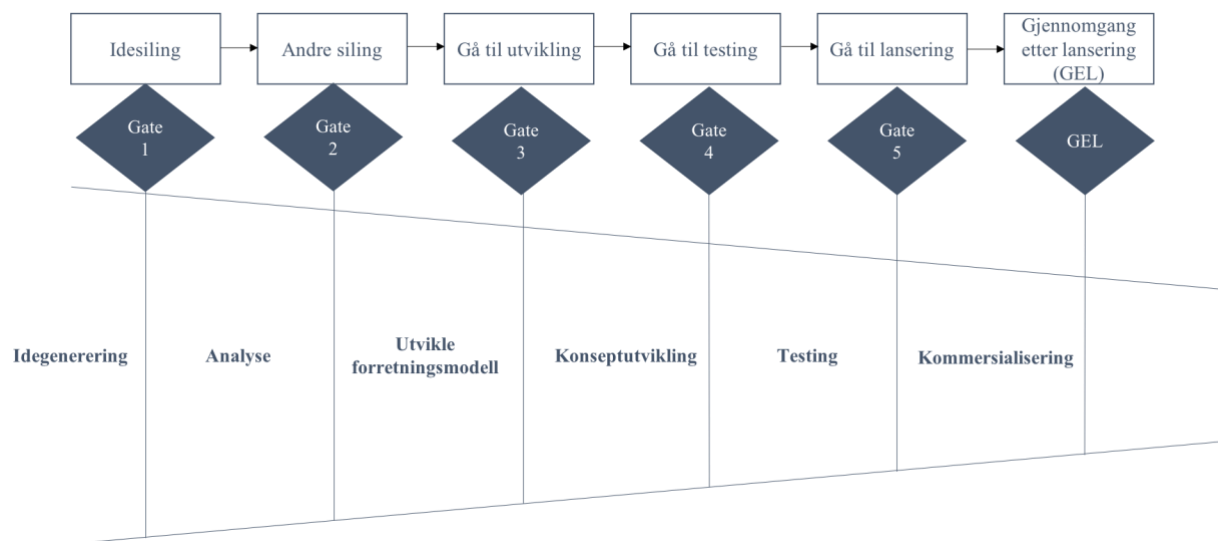 Idesiling
Andre siling
Gå til utvikling
Gå til testing
Gå til lansering
Gjennomgang
etter lansering
(GEL)
Gate
1
Gate
2
Gate
3
Gate
4
Gate
5
GEL
Idegenerering
Analyse
Utvikle
forretningsmodell
Konseptutvikling
Testing
Kommersialisering